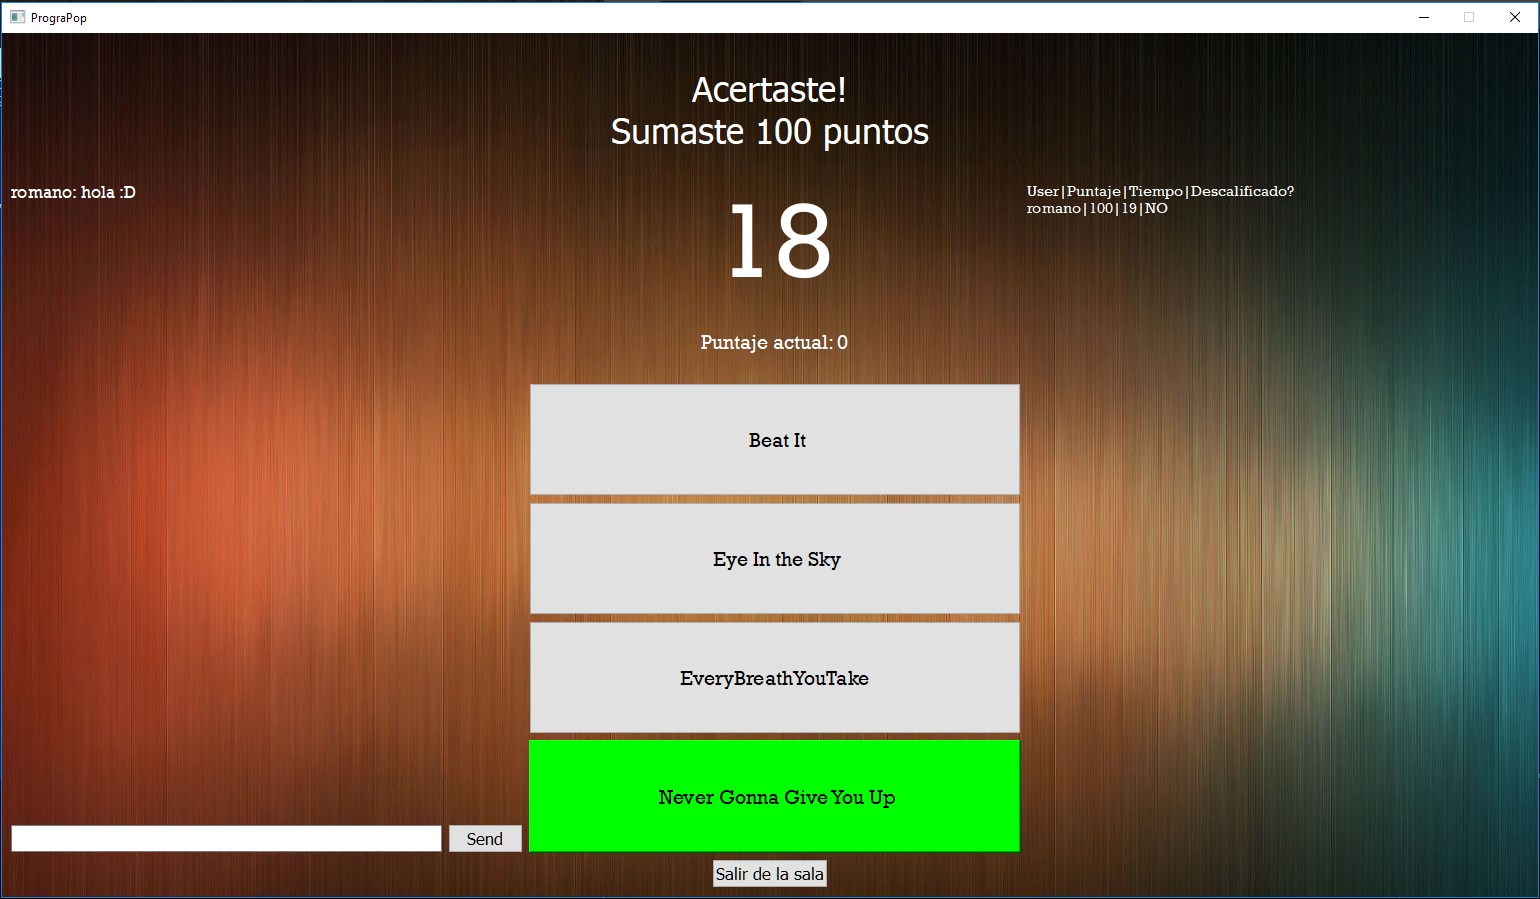 PrograPop
Acertaste!
Sumaste 100 puntos
romano: hola :D
18
User|Puntaje|Tiempo|Descalificado?
romano|100|19|NO
Puntaje actual: 0
Beat It
Eye In the Sky
EveryBreathYouTake
Never Gonna Give You Up
Send
Salir de la sala